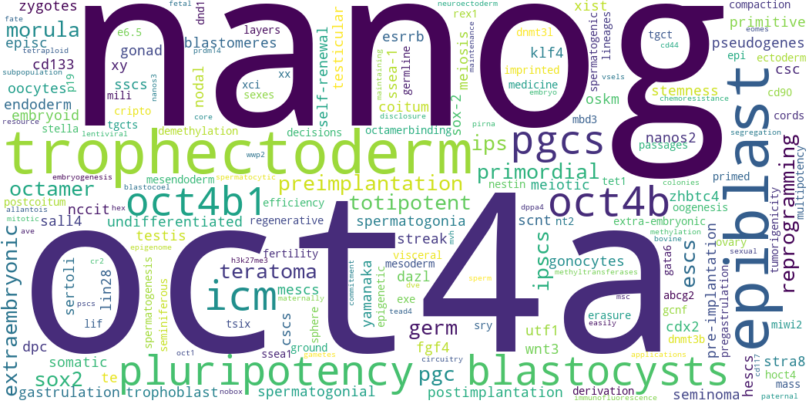 zygotes
fetal
dnd1
nanog
e6.5
compaction
fate
tetraploid
prdm14
layers
neuroectoderm
rex1
xist
lineages
primitive
eomes
morula
blastomeres
esrrb
dnmt3l
tgct
cd44
pseudogenes
episc
gonad
klf4
imprinted
spermatogenic
maintenance
cd133
xy
nodal
xci
xx
ssea-1
germline
meiosis
medicine
vsels
epi
ectoderm
subpopulation
p19
sscs
sexes
self-renewal
testicular
maintaining
embryo
stemness
csc
oocytes
mili
nanos3
core
coitum
sox-2
oskm
chemoresistance
cd90
endoderm
cripto
disclosure
pirna
mbd3
nanos2
cords
embryoid
resource
stella
tgcts
demethylation
decisions
octamerbinding
passages
segregation
lentiviral
wwp2
trophectoderm
ips
pgcs
epiblast
embryogenesis
mesendoderm
spermatocytic
preimplantation
primordial
primed
reprogramming
multipotency
octamer
blastocoel
nestin
tet1
colonies
postcoitum
hex
oct4b1
efficiency
totipotent
meiotic
dppa4
oct4b
zhbtc4
oogenesis
allantois
nccit
undifferentiated
regenerative
spermatogonia
scnt
nt2
extra-embryonic
methylation
tumorigenicity
mitotic
sall4
ave
testis
epigenome
cr2
h3k27me3
fertility
streak
mvh
ipscs
gonocytes
bovine
ovary
sexual
extraembryonic
oct4a
visceral
mesoderm
dazl
methyltransferases
escs
gata6
pre-implantation
pregastrulation
sertoli
lin28
spermatogenesis
seminiferous
teratoma
icm
mescs
maternally
commitment
yamanaka
epigenetic
dve
exe
sperm
msc
abcg2
pscs
lif
tsix
cscs
sphere
tead4
sry
utf1
erasure
easily
gcnf
cdx2
miwi2
dpc
oct1
ssea1
ground
germ
wnt3
dnmt3b
stra8
somatic
fgf4
circuitry
applications
cd117
hoct4
sox2
te
pluripotency
pgc
blastocysts
hescs
mass
gastrulation
trophoblast
nobox
gametes
spermatogonial
postimplantation
derivation
immunofluorescence
seminoma
paternal